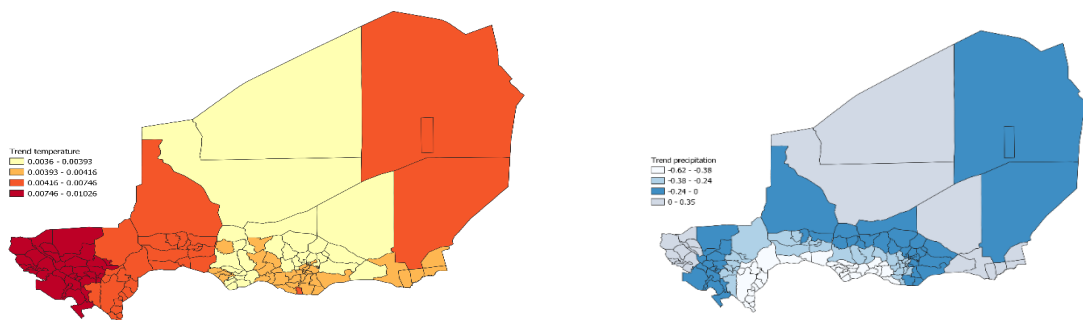 Trend temperature
0.0036 - 0.00393
0.00393 - 0.00416
0.00416 - 0.00746
0.00746 - 0.01026
Trend precipitation
-0.62 - -0.38
-0.38 - -0.24
-0.24 - 0
0 - 0.35